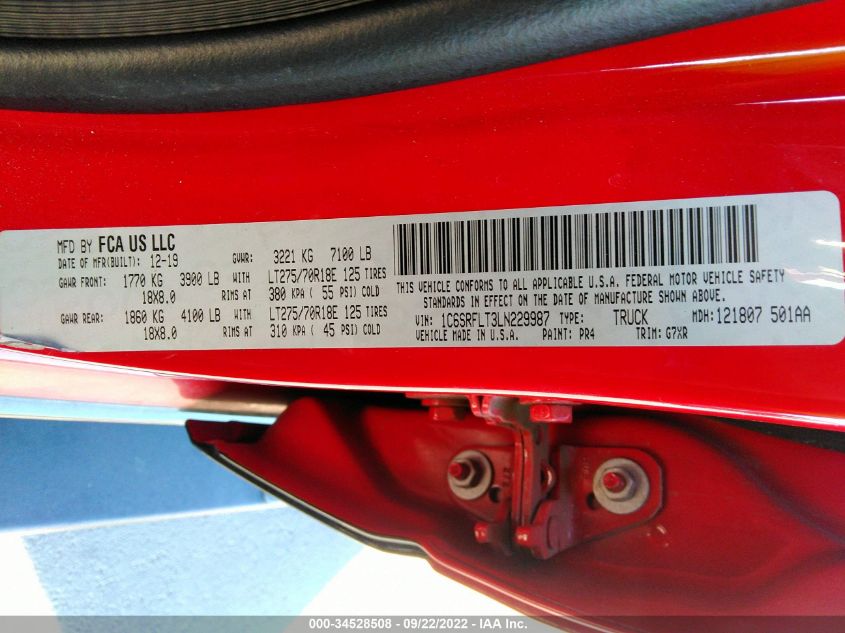 MFD BY FCA US LLC
DATE OF MFR(BUILT): 12-19 GVWR: 3221 KG 7100 LB
GAWR FRONT: 1770 KG 3900 LB WITH LT275/70R18E 125 TIRES
18X8.0 RIMS AT 380 KPA ( 55 PSI) COLD
GAWR REAR: 1860 KG 4100 LB WITH LT275/70R18E 125 TIRES
18X8.0 RIMS AT 310 KPA ( 45 PSI) COLD
THIS VEHICLE CONFORMS TO ALL APPLICABLE U.S.A. FEDERAL MOTOR VEHICLE SAFETY
STANDARDS IN EFFECT ON THE DATE OF MANUFACTURE SHOWN ABOVE.
VIN: 1C6SRFLT3LN229987 TYPE: TRUCK MDH: 121807 501AA
VEHICLE MADE IN U.S.A. PAINT: PR4 TRIM: G7XR
000-34528508 - 09/22/2022 - IAA Inc.